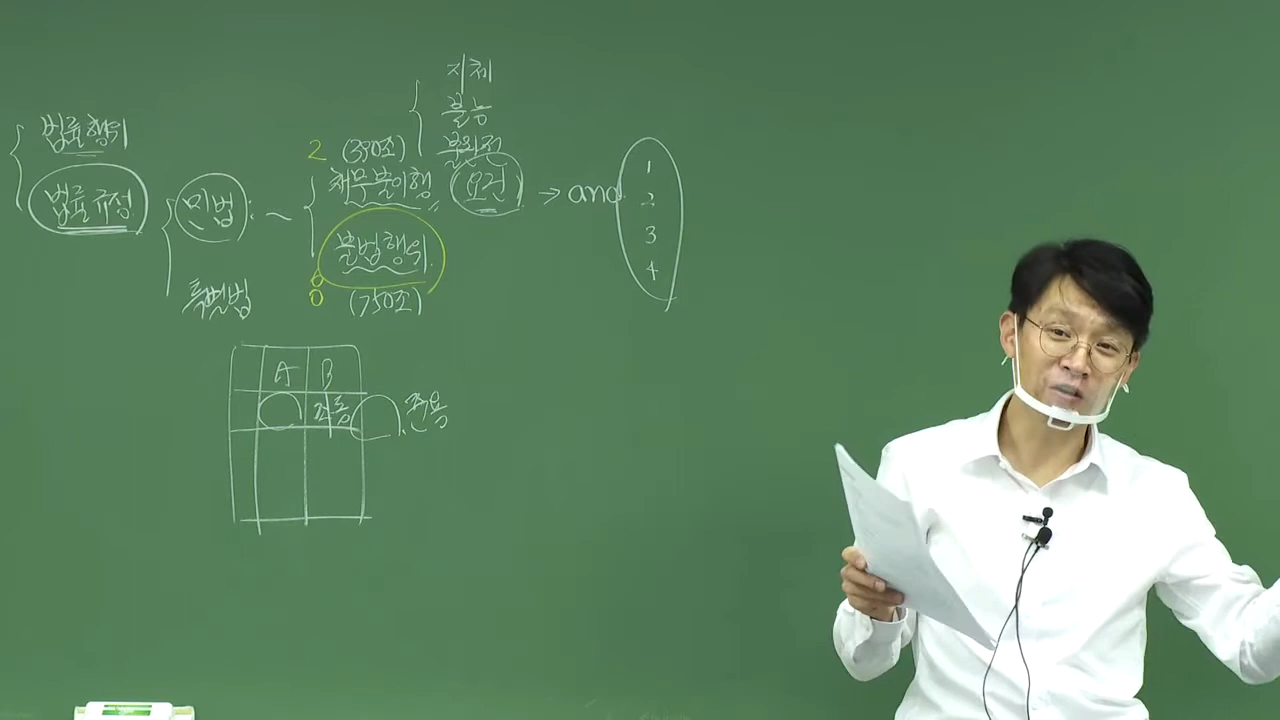 법률행위
법률규정
민법 : ~
특별법
2 (390조)
채무불이행
불법행위
(750조)
지체
불능
불완전
요건 → and
1
2
3
4
A B
준용